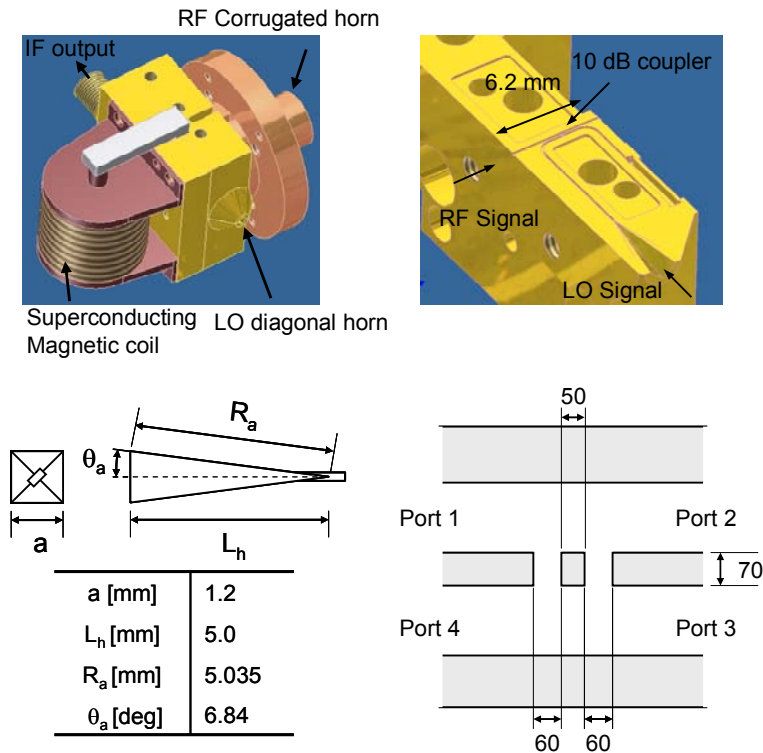 RF Corrugated horn
IF output
Superconducting
Magnetic coil
LO diagonal horn
10 dB coupler
6.2 mm
RF Signal
LO Signal
Rₐ
θₐ
a
Lₕ
a [mm] 1.2
Lₕ [mm] 5.0
Rₐ [mm] 5.035
θₐ [deg] 6.84
50
Port 1
Port 2
70
Port 4
Port 3
60
60